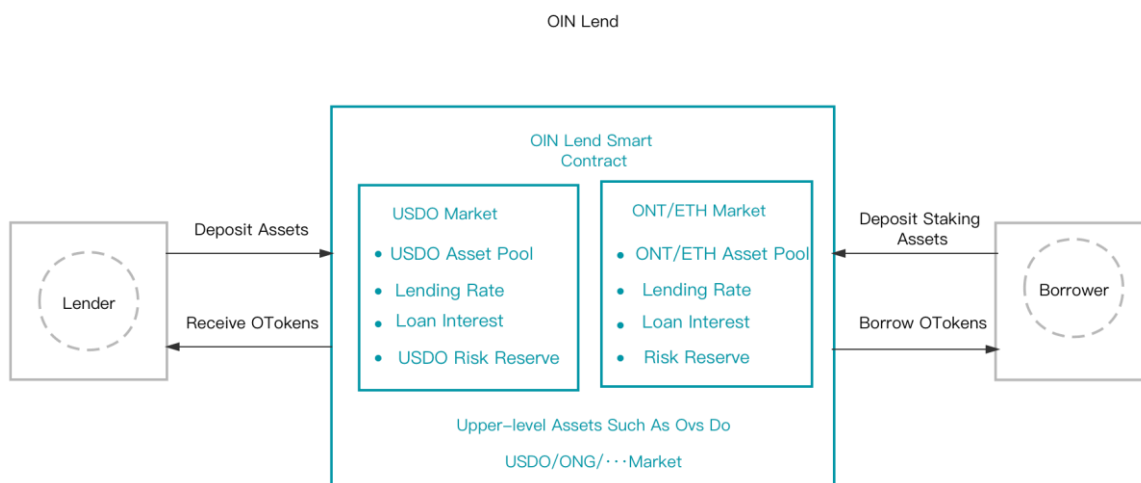 OIN Lend
OIN Lend Smart
Contract
Lender
Deposit Assets
Receive OTokens
USDO Market
• USDO Asset Pool
• Lending Rate
• Loan Interest
• USDO Risk Reserve
ONT/ETH Market
• ONT/ETH Asset Pool
• Lending Rate
• Loan Interest
• Risk Reserve
Deposit Staking
Assets
Borrow OTokens
Borrower
Upper-level Assets Such As Ovs Do
USDO/ONG/···Market